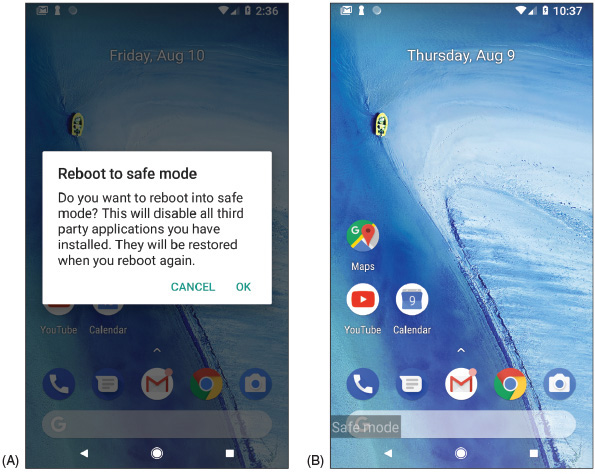 2:36
Friday, Aug 10
Reboot to safe mode
Do you want to reboot into safe
mode? This will disable all third
party applications you have
installed. They will be restored
when you reboot again.
CANCEL OK
YouTube Calendar
G
(A)
10:37
Thursday, Aug 9
G
Maps
9
YouTube Calendar
Safe mode
(B)